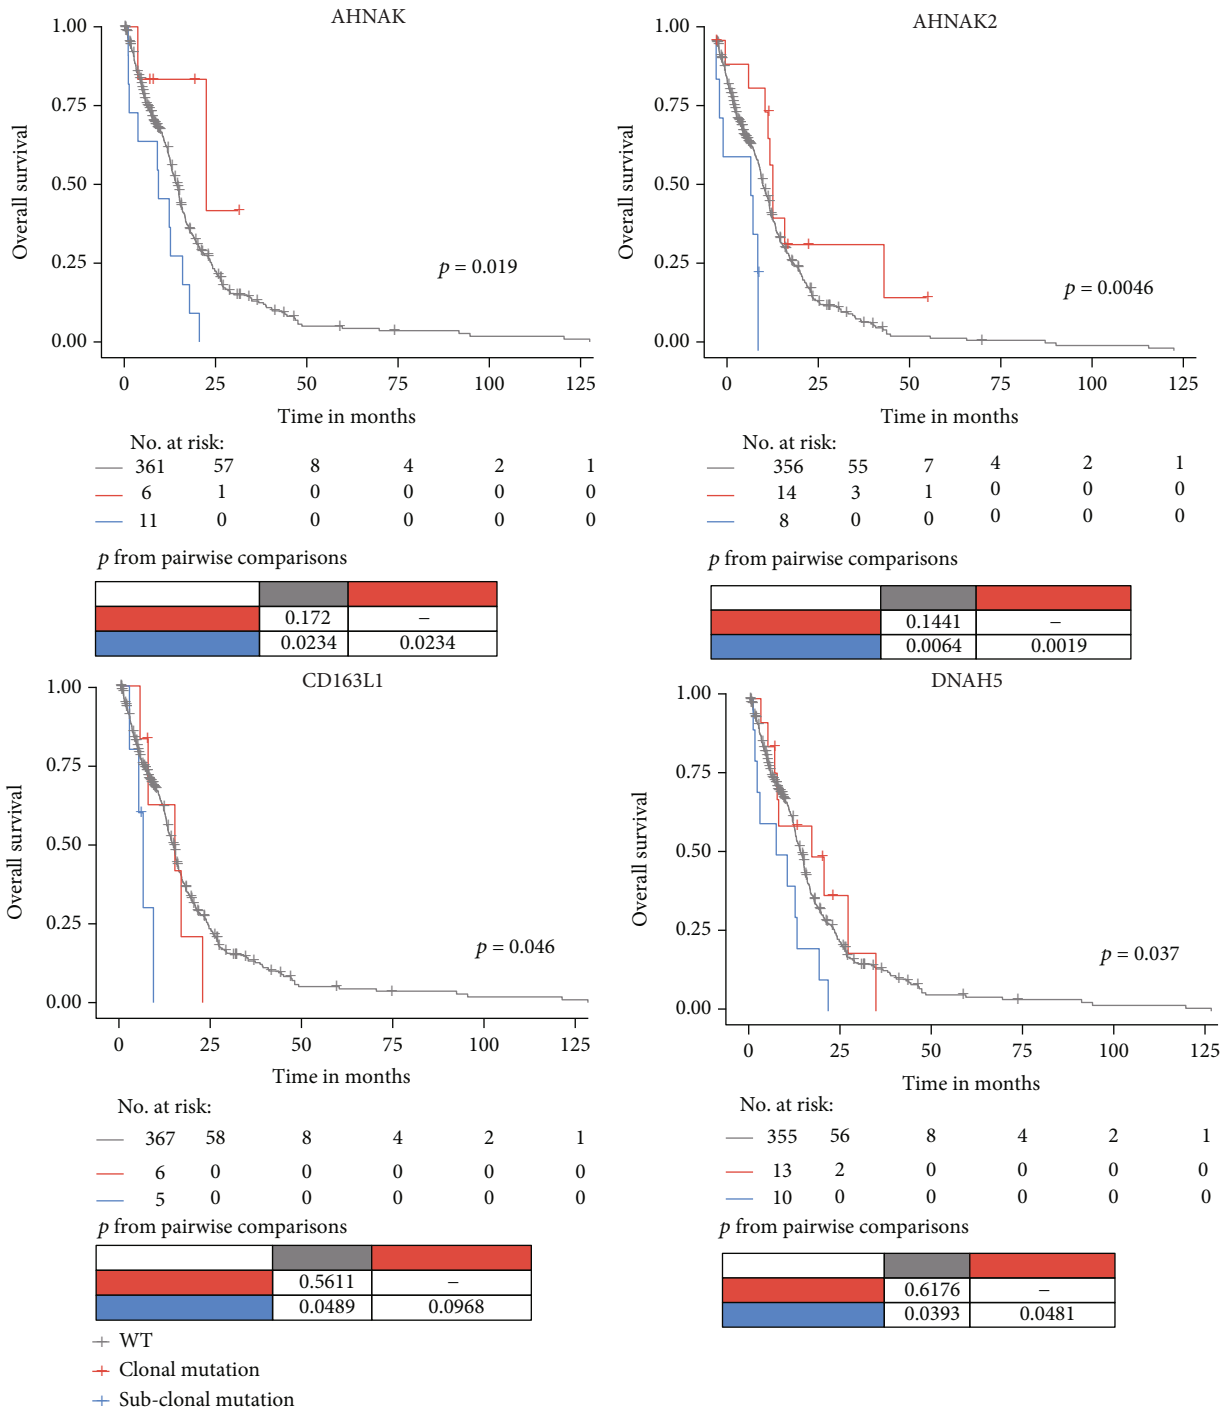 AHNAK
1.00
0.75
0.50
0.25
0.00
Overall survival
p = 0.019
0 25 50 75 100 125
Time in months
No. at risk:
361 57 8 4 2 1
6 1 0 0 0 0
11 0 0 0 0 0
p from pairwise comparisons
0.172 –
0.0234 0.0234
AHNAK2
1.00
0.75
0.50
0.25
0.00
Overall survival
p = 0.0046
0 25 50 75 100 125
Time in months
No. at risk:
356 55 7 4 2 1
14 3 1 0 0 0
8 0 0 0 0 0
p from pairwise comparisons
0.1441 –
0.0064 0.0019
CD163L1
1.00
0.75
0.50
0.25
0.00
Overall survival
p = 0.046
0 25 50 75 100 125
Time in months
No. at risk:
367 58 8 4 2 1
6 0 0 0 0 0
5 0 0 0 0 0
p from pairwise comparisons
0.5611 –
0.0489 0.0968
DNAH5
1.00
0.75
0.50
0.25
0.00
Overall survival
p = 0.037
0 25 50 75 100 125
Time in months
No. at risk:
355 56 8 4 2 1
13 2 0 0 0 0
10 0 0 0 0 0
p from pairwise comparisons
0.6176 –
0.0393 0.0481
WT
Clonal mutation
Sub-clonal mutation